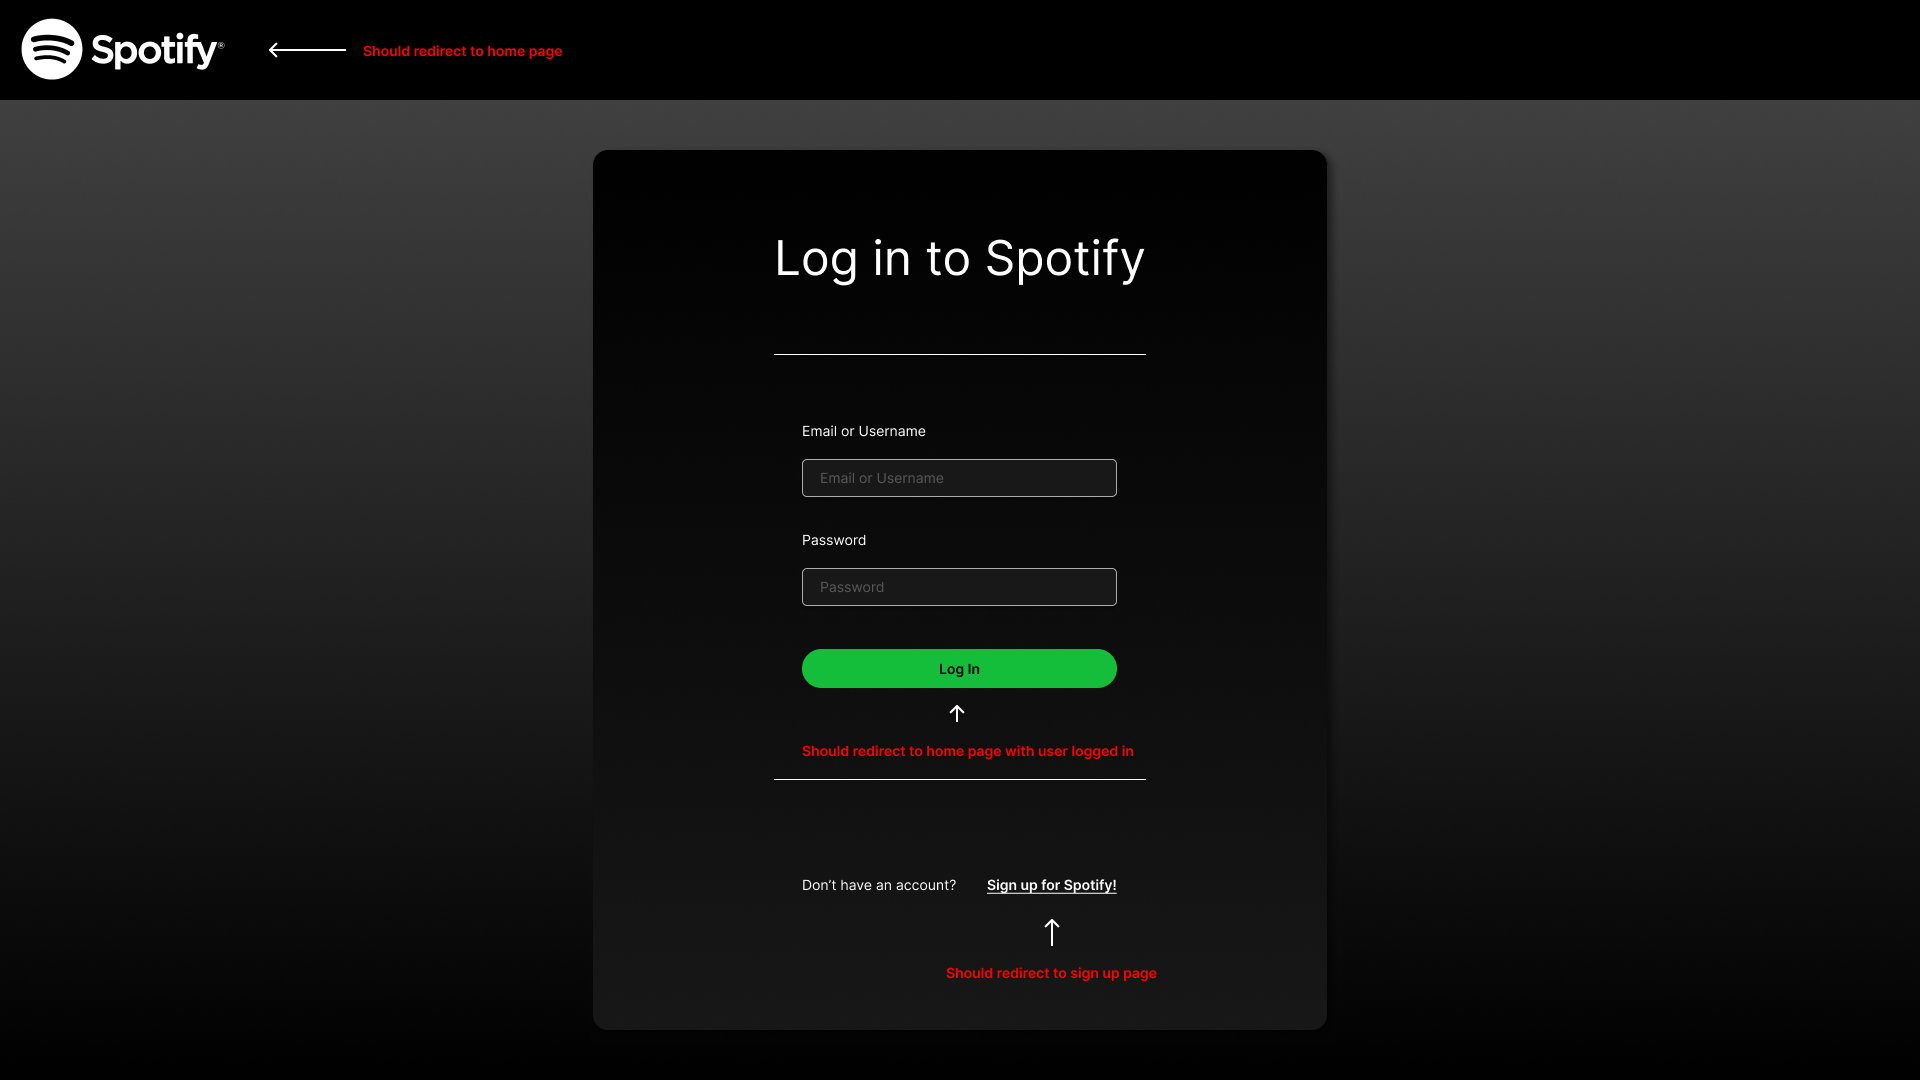 Spotify®
Should redirect to home page
Log in to Spotify
Email or Username
Email or Username
Password
Password
Log In
Should redirect to home page with user logged in
Don’t have an account? Sign up for Spotify!
Should redirect to sign up page